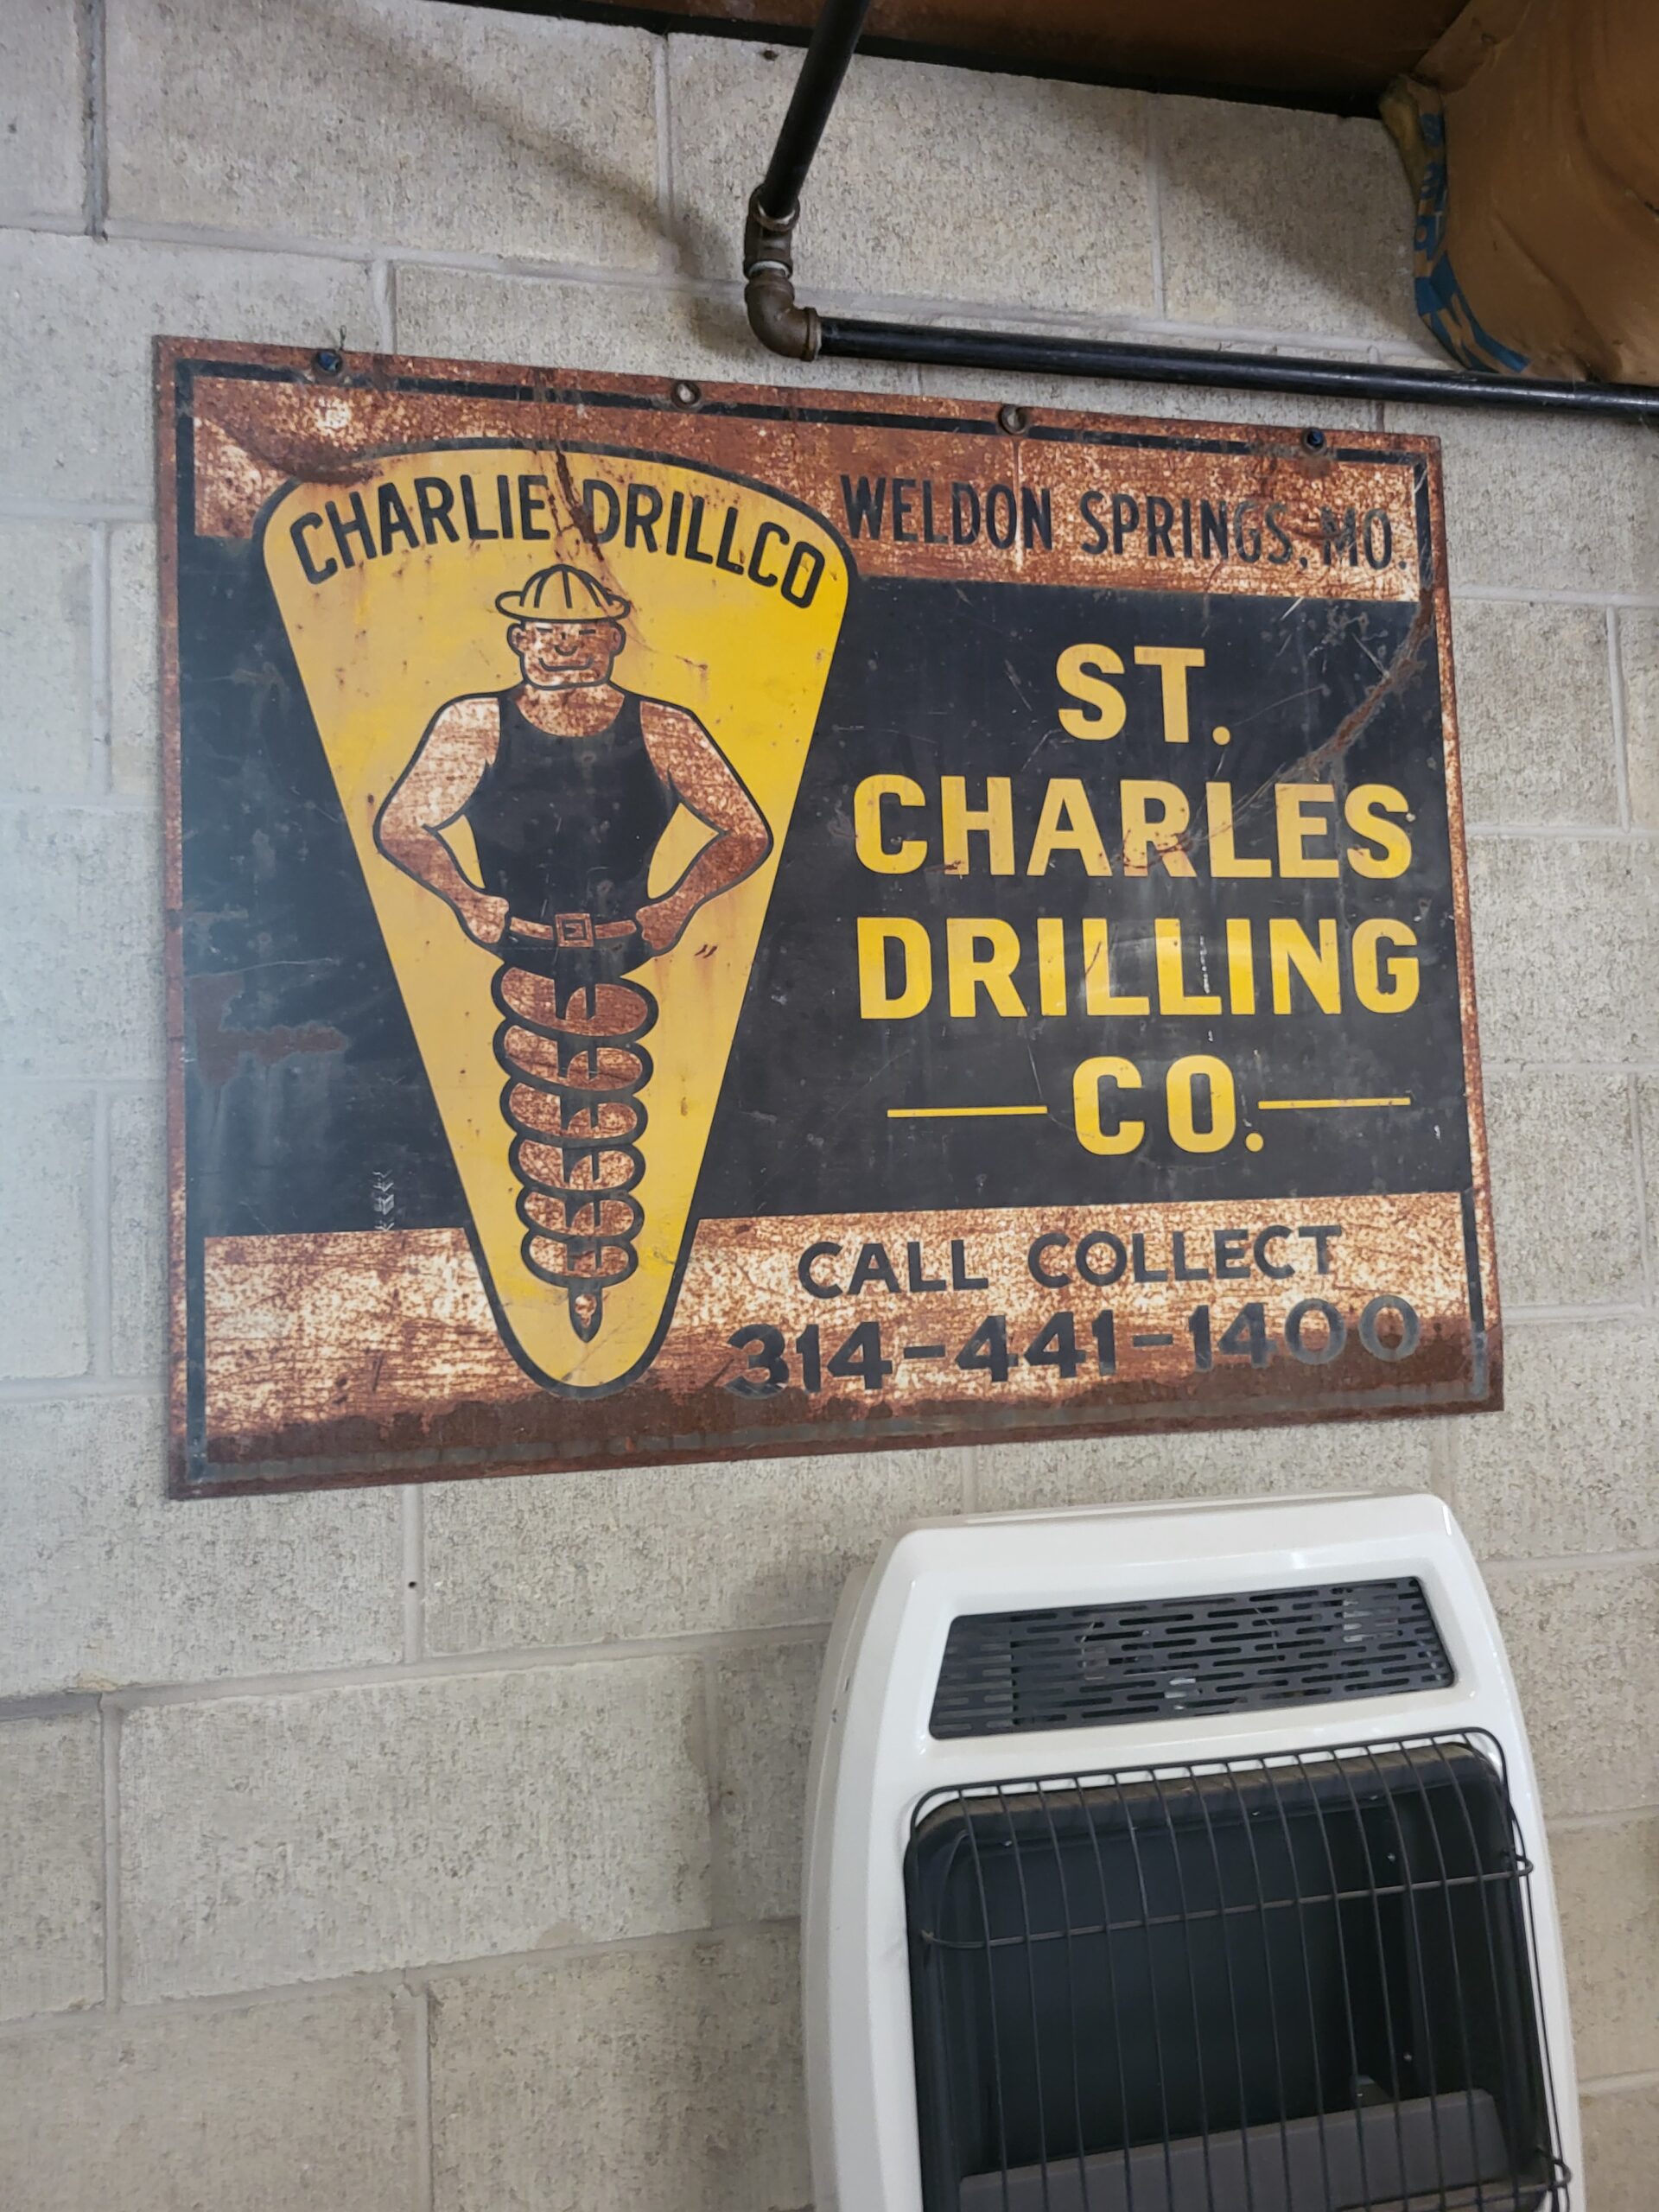 CHARLIE DRILLCO
WELDON SPRINGS, MO.
ST.
CHARLES
DRILLING
CO.
CALL COLLECT
314-441-1400